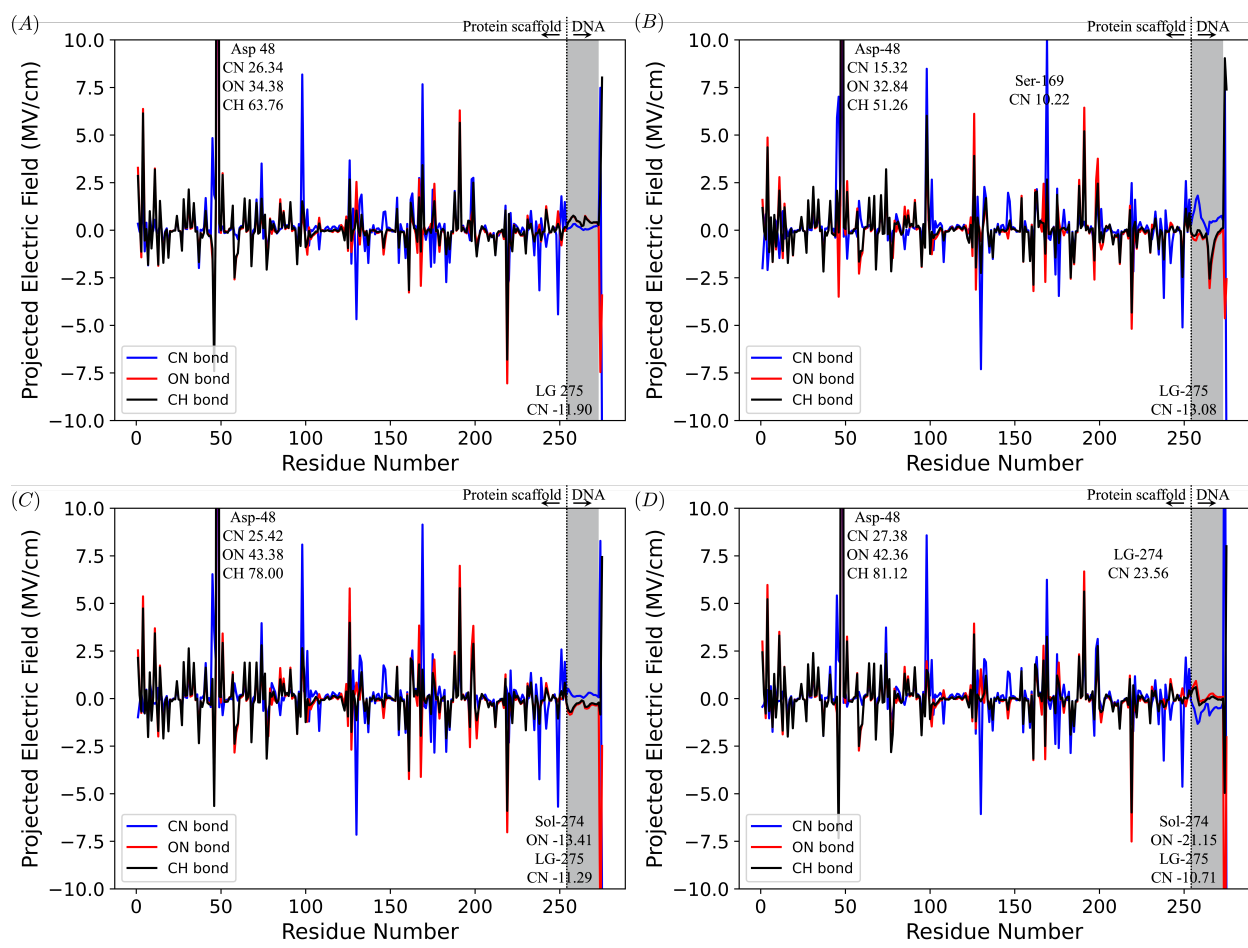 (A)
Protein scaffold DNA
Asp 48
CN 26.34
ON 34.38
CH 63.76
LG 275
CN -11.90
CN bond
ON bond
CH bond
10.0
7.5
5.0
2.5
0.0
−2.5
−5.0
−7.5
−10.0
0 50 100 150 200 250
Residue Number
Projected Electric Field (MV/cm)
(B)
Protein scaffold DNA
Asp-48
CN 15.32
ON 32.84
CH 51.26
Ser-169
CN 10.22
LG-275
CN -13.08
CN bond
ON bond
CH bond
10.0
7.5
5.0
2.5
0.0
−2.5
−5.0
−7.5
−10.0
0 50 100 150 200 250
Residue Number
Projected Electric Field (MV/cm)
(C)
Protein scaffold DNA
Asp-48
CN 25.42
ON 43.38
CH 78.00
Sol-274
ON -13.41
LG-275
CN -11.29
CN bond
ON bond
CH bond
10.0
7.5
5.0
2.5
0.0
−2.5
−5.0
−7.5
−10.0
0 50 100 150 200 250
Residue Number
Projected Electric Field (MV/cm)
(D)
Protein scaffold DNA
Asp-48
CN 27.38
ON 42.36
CH 81.12
LG-274
CN 23.56
Sol-274
ON -21.15
LG-275
CN -10.71
CN bond
ON bond
CH bond
10.0
7.5
5.0
2.5
0.0
−2.5
−5.0
−7.5
−10.0
0 50 100 150 200 250
Residue Number
Projected Electric Field (MV/cm)